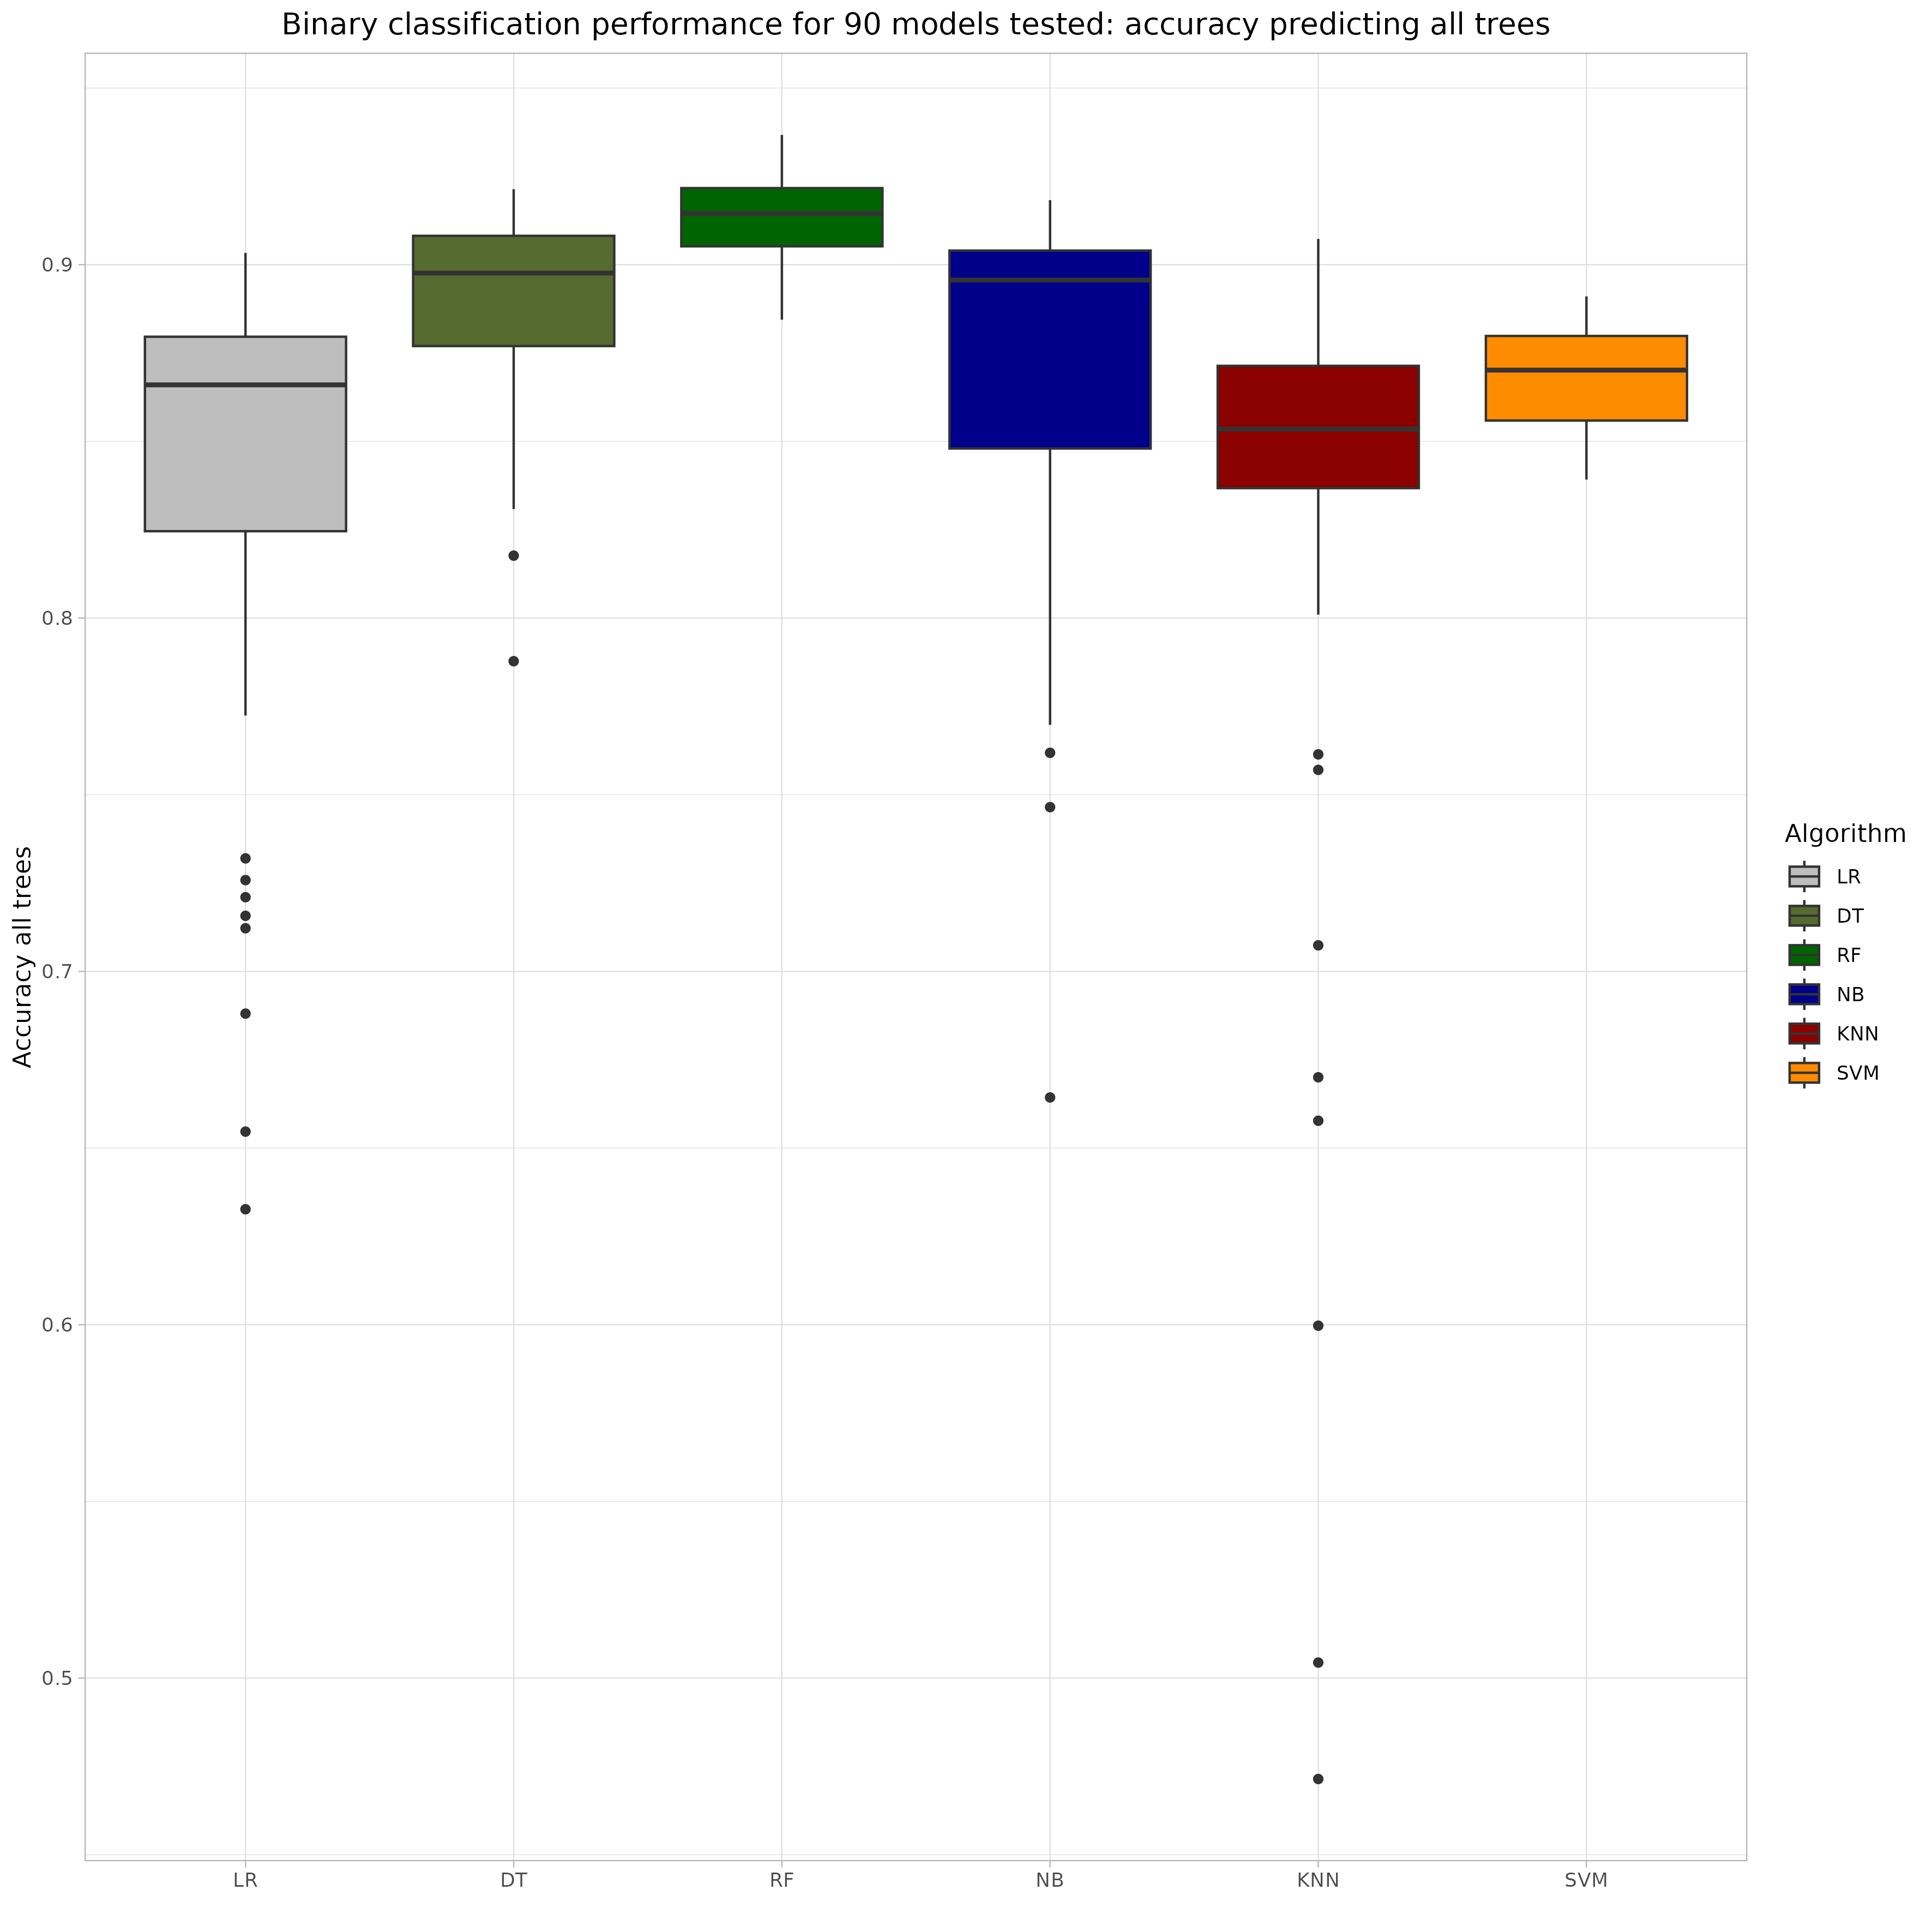 Binary classification performance for 90 models tested: accuracy predicting all trees
Accuracy all trees
0.9
0.8
0.7
0.6
0.5
LR
DT
RF
NB
KNN
SVM
Algorithm
LR
DT
RF
NB
KNN
SVM